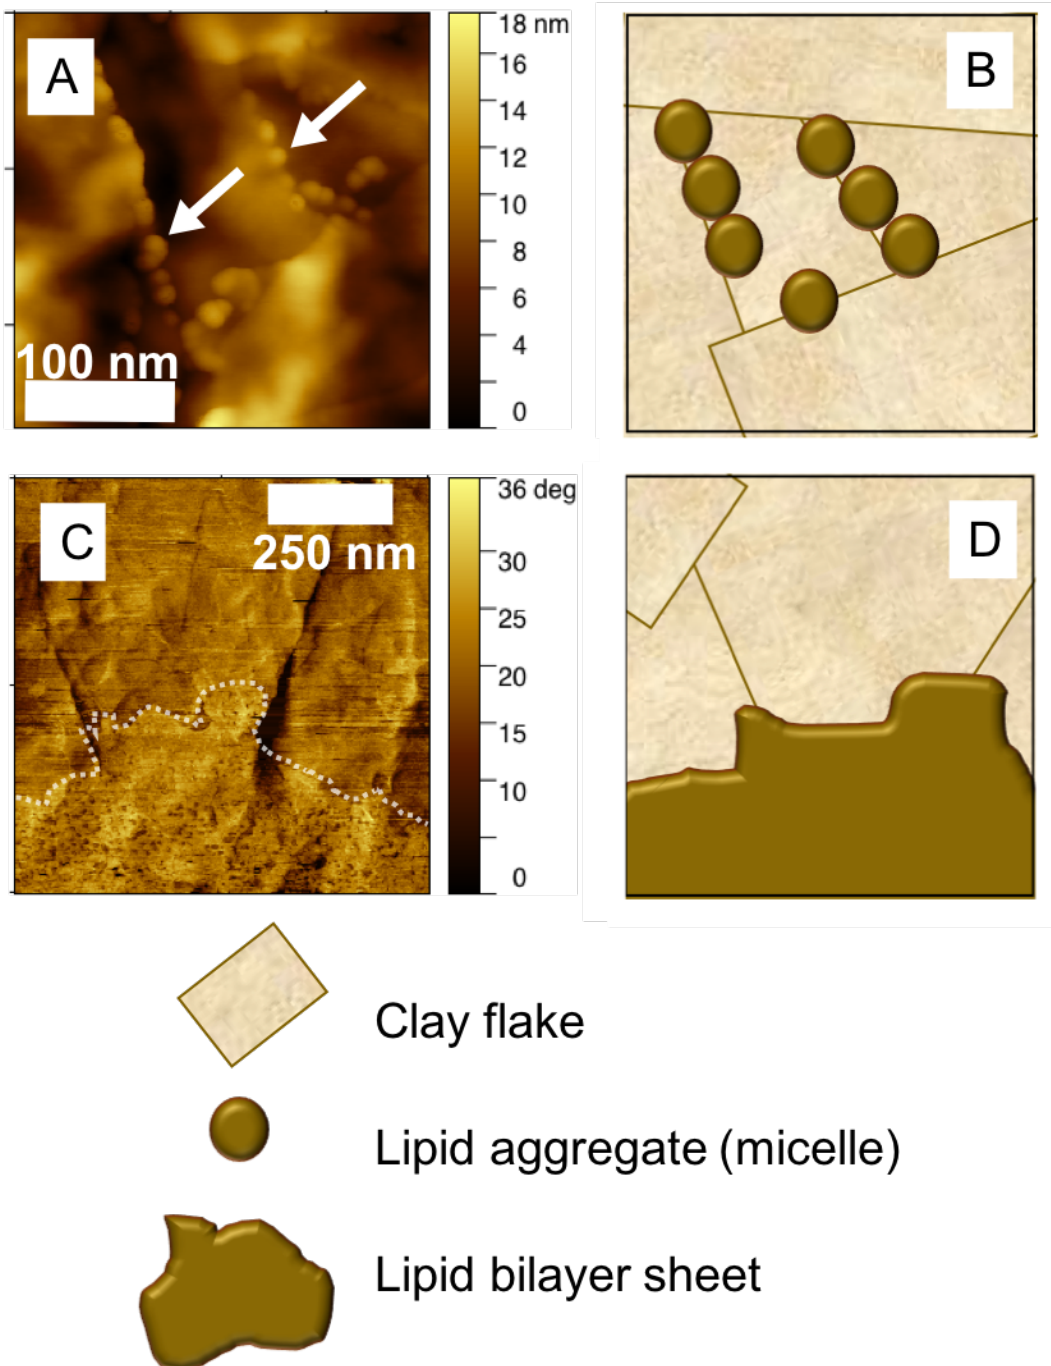 A
18 nm
16
14
12
10
8
6
4
0
100 nm
B
C
250 nm
36 deg
30
25
20
15
10
0
D
Clay flake
Lipid aggregate (micelle)
Lipid bilayer sheet